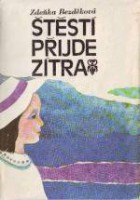 Zdeňka Bezděková
ŠTĚSTÍ
PŘIJDE
ZÍTRA